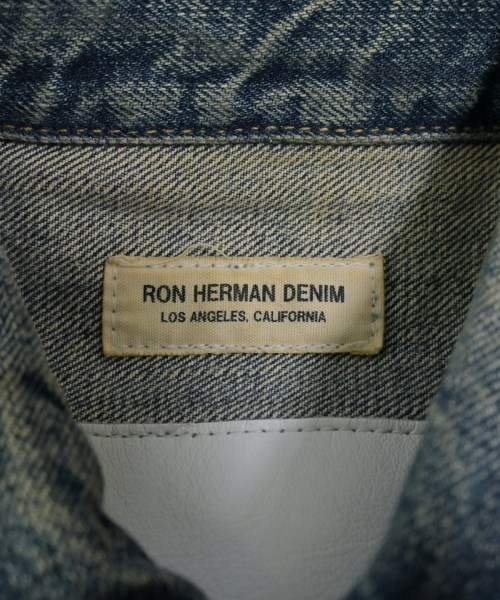 RON HERMAN DENIM
LOS ANGELES, CALIFORNIA